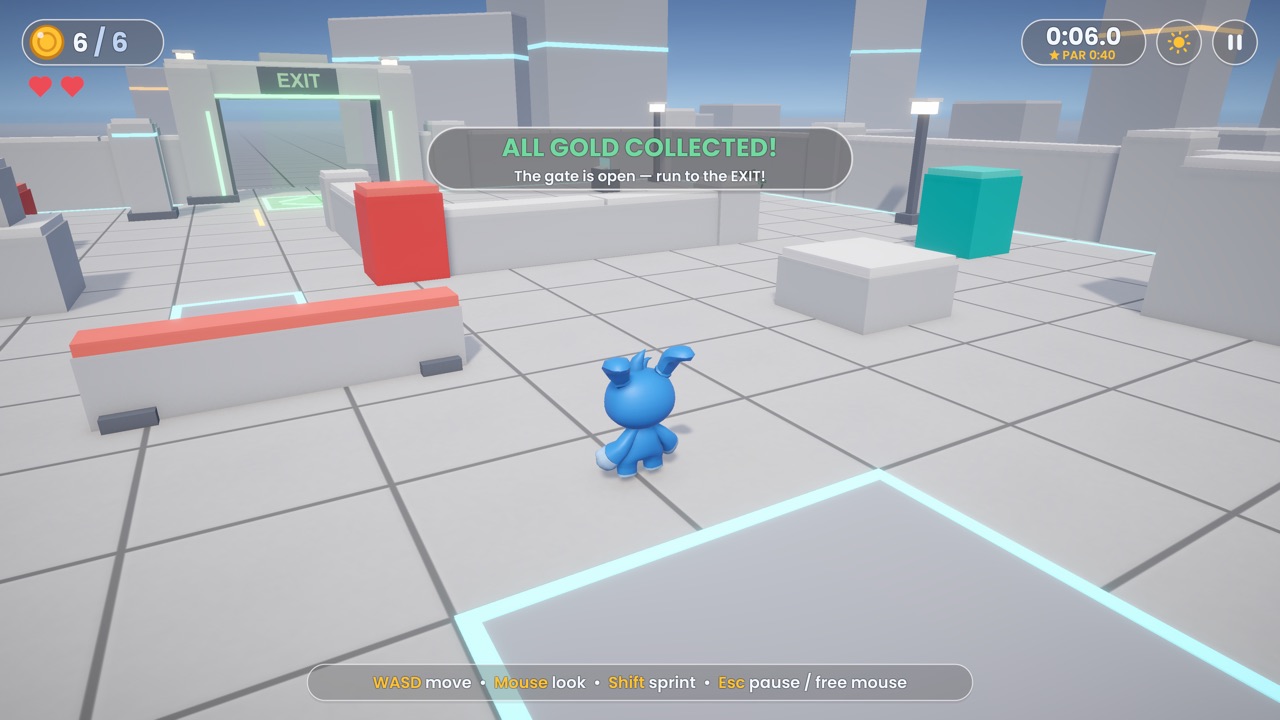 6 / 6
0:06.0
★ PAR 0:40
EXIT
ALL GOLD COLLECTED!
The gate is open — run to the EXIT!
WASD move • Mouse look • Shift sprint • Esc pause / free mouse